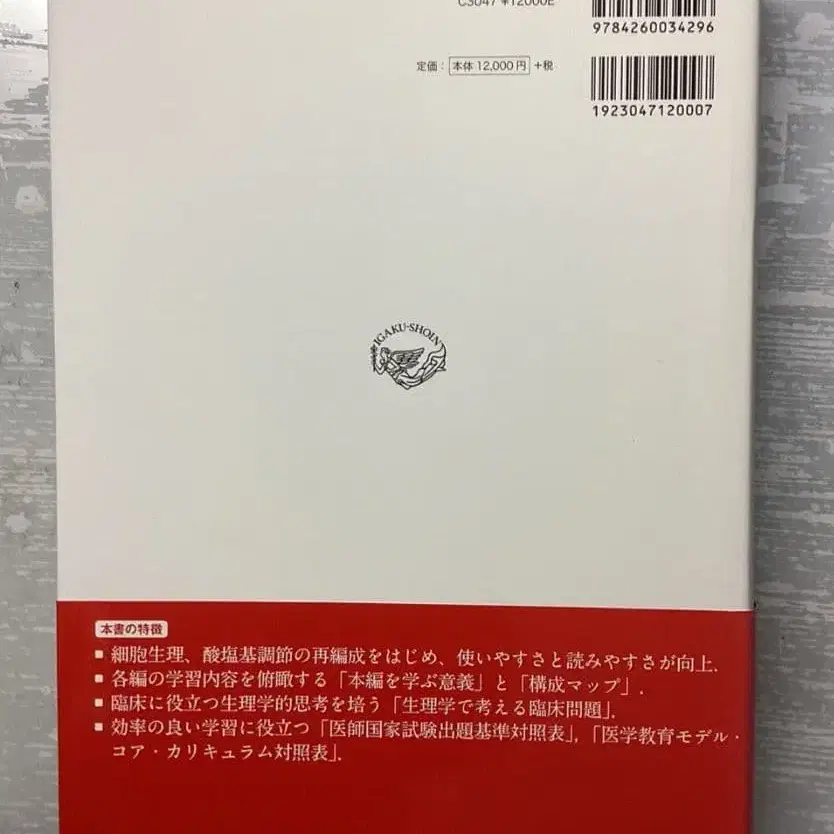 C3047 ¥12000E
9784260034296
定価：本体 12,000 円 +税
1923047120007
IGAKU-SHOIN
本書の特徴
■ 細胞生理、酸塩基調節の再編成をはじめ、使いやすさと読みやすさが向上.
■ 各編の学習内容を俯瞰する「本編を学ぶ意義」と「構成マップ」.
■ 臨床に役立つ生理学的思考を培う「生理学で考える臨床問題」.
■ 効率の良い学習に役立つ「医師国家試験出題基準対照表」,「医学教育モデル・
コア・カリキュラム対照表」.